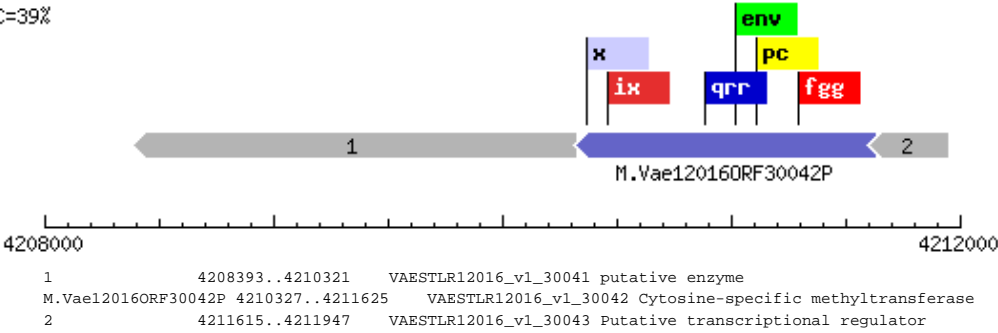 C=39%
env
x
pc
ix
qrr
fgg
1
2
M.Vae12016ORF30042P
4208000
4212000
1 4208393..4210321 VAESTLR12016_v1_30041 putative enzyme
M.Vae12016ORF30042P 4210327..4211625 VAESTLR12016_v1_30042 Cytosine-specific methyltransferase
2 4211615..4211947 VAESTLR12016_v1_30043 Putative transcriptional regulator